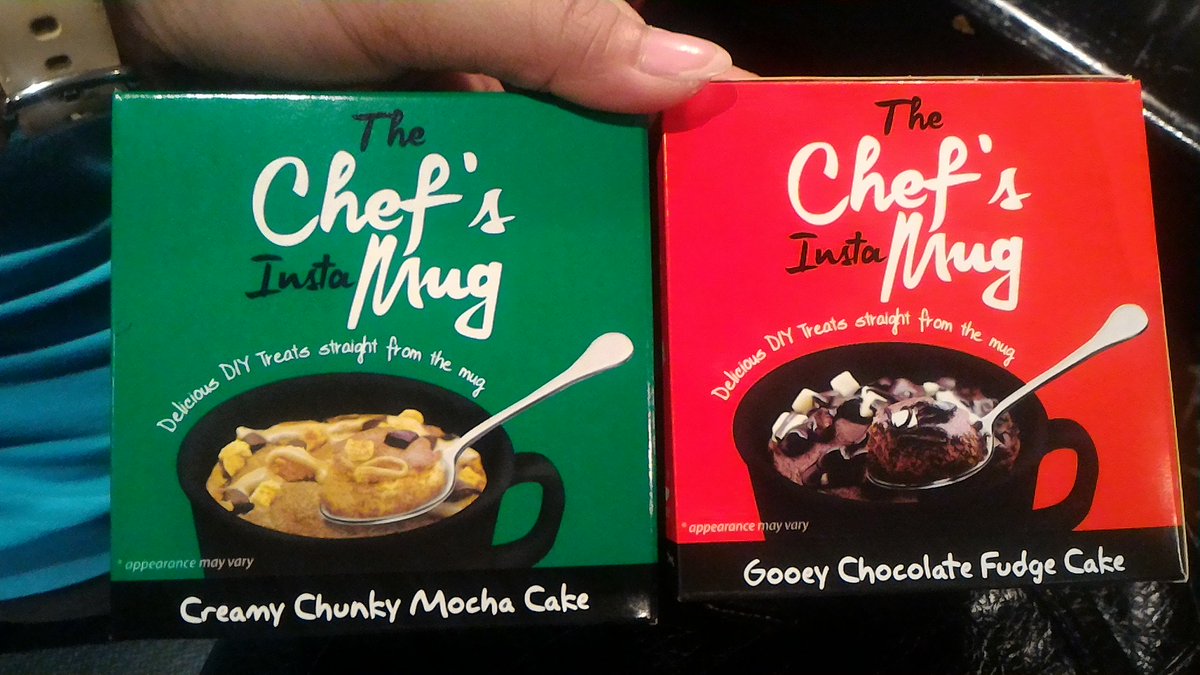 The
Chef's
Insta Mug
Delicious DIY Treats straight from the mug
* appearance may vary
Creamy Chunky Mocha Cake
The
Chef's
Insta Mug
Delicious DIY Treats straight from the mug
* appearance may vary
Gooey Chocolate Fudge Cake